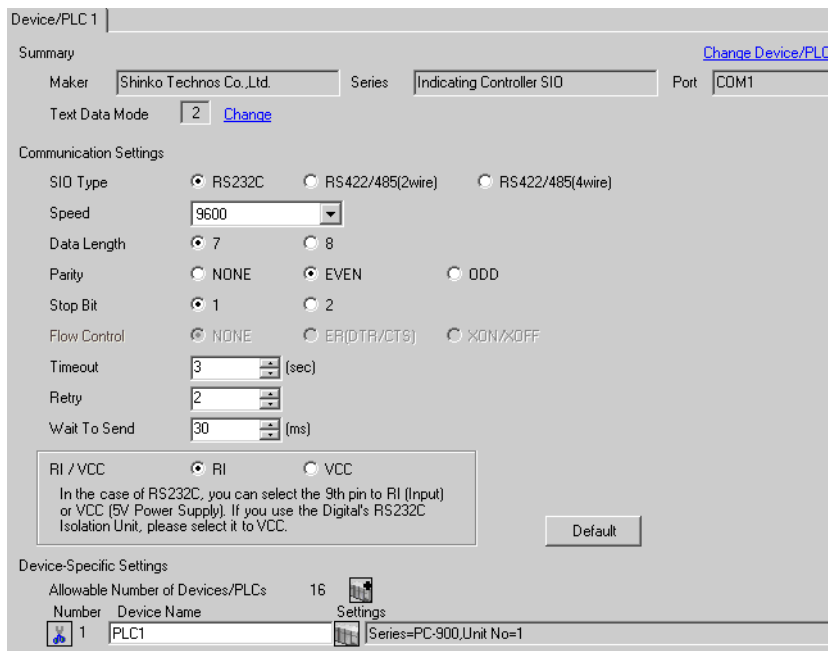 Device/PLC 1
Summary Change Device/PLC
Maker Shinko Technos Co.,Ltd. Series Indicating Controller SIO Port COM1
Text Data Mode 2 Change
Communication Settings
SIO Type RS232C RS422/485(2wire) RS422/485(4wire)
Speed 9600
Data Length 7 8
Parity NONE EVEN ODD
Stop Bit 1 2
Flow Control NONE ER(DTR/CTS) XON/XOFF
Timeout 3 (sec)
Retry 2
Wait To Send 30 (ms)
RI / VCC RI VCC
In the case of RS232C, you can select the 9th pin to RI (Input)
or VCC (5V Power Supply). If you use the Digital's RS232C
Isolation Unit, please select it to VCC.
Default
Device-Specific Settings
Allowable Number of Devices/PLCs 16
Number Device Name Settings
1 PLC1 Series=PC-900,Unit No=1